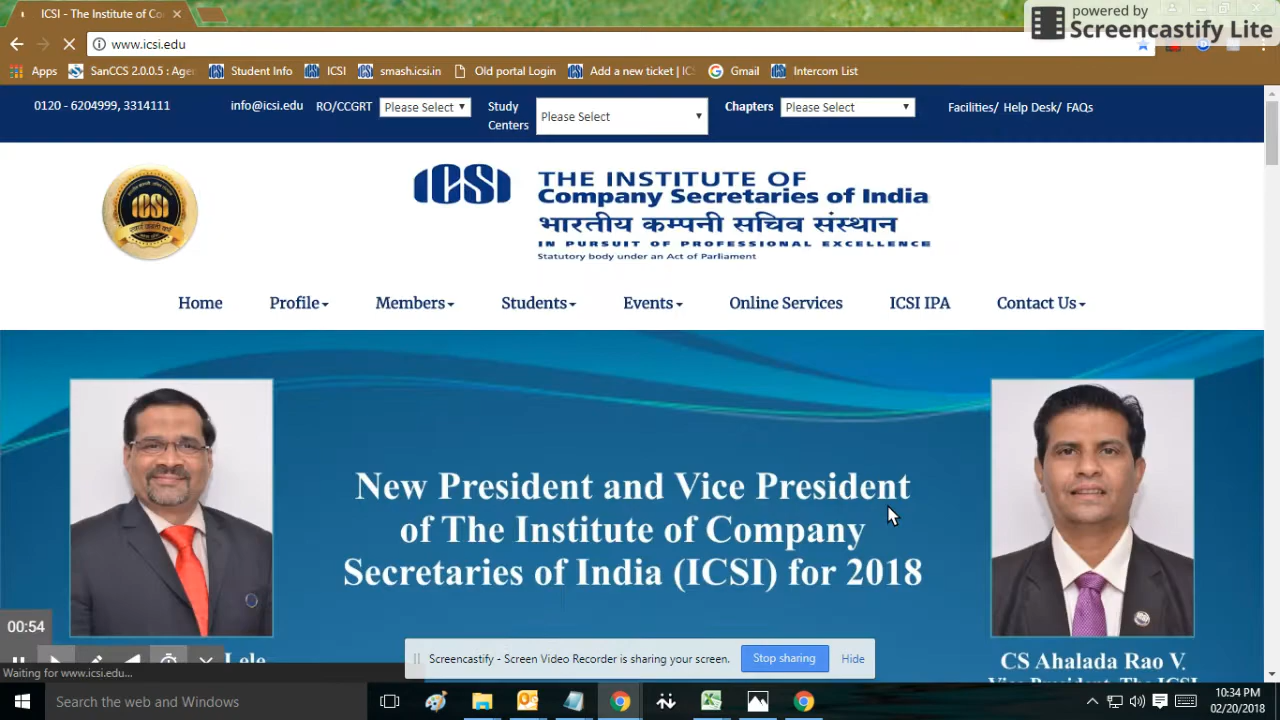 ICSI - The Institute of Co
powered by
Screencastify Lite
www.icsi.edu
Apps SanCCS 2.0.0.5 : Age Student Info ICSI smash.icsi.in Old portal Login Add a new ticket | IC Gmail Intercom List
0120 - 6204999, 3314111 info@icsi.edu RO/CCGRT Please Select Study Centers Please Select Chapters Please Select Facilities/ Help Desk/ FAQs
ICSI
THE INSTITUTE OF
Company Secretaries of India
भारतीय कम्पनी सचिव संस्थान
IN PURSUIT OF PROFESSIONAL EXCELLENCE
Statutory body under an Act of Parliament
ICSI
Home Profile Members Students Events Online Services ICSI IPA Contact Us
New President and Vice President
of The Institute of Company
Secretaries of India (ICSI) for 2018
00:54
Lele
CS Ahalada Rao V.
Vice President, The ICSI
Screencastify - Screen Video Recorder is sharing your screen. Stop sharing Hide
Waiting for www.icsi.edu...
Search the web and Windows
10:34 PM
02/20/2018